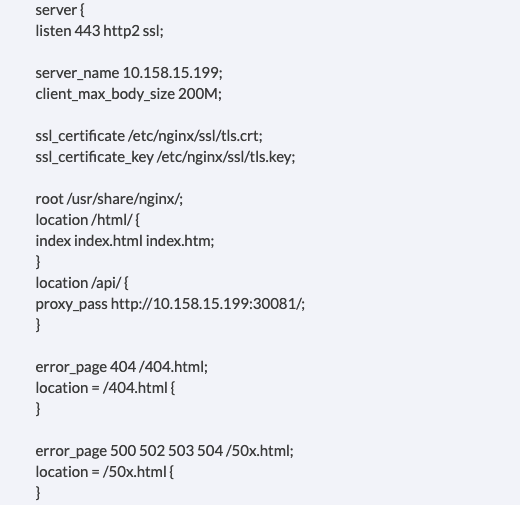 server {
listen 443 http2 ssl;
server_name 10.158.15.199;
client_max_body_size 200M;
ssl_certificate /etc/nginx/ssl/tls.crt;
ssl_certificate_key /etc/nginx/ssl/tls.key;
root /usr/share/nginx/;
location /html/ {
index index.html index.htm;
}
location /api/ {
proxy_pass http://10.158.15.199:30081/;
}
error_page 404 /404.html;
location = /404.html {
}
error_page 500 502 503 504 /50x.html;
location = /50x.html {
}